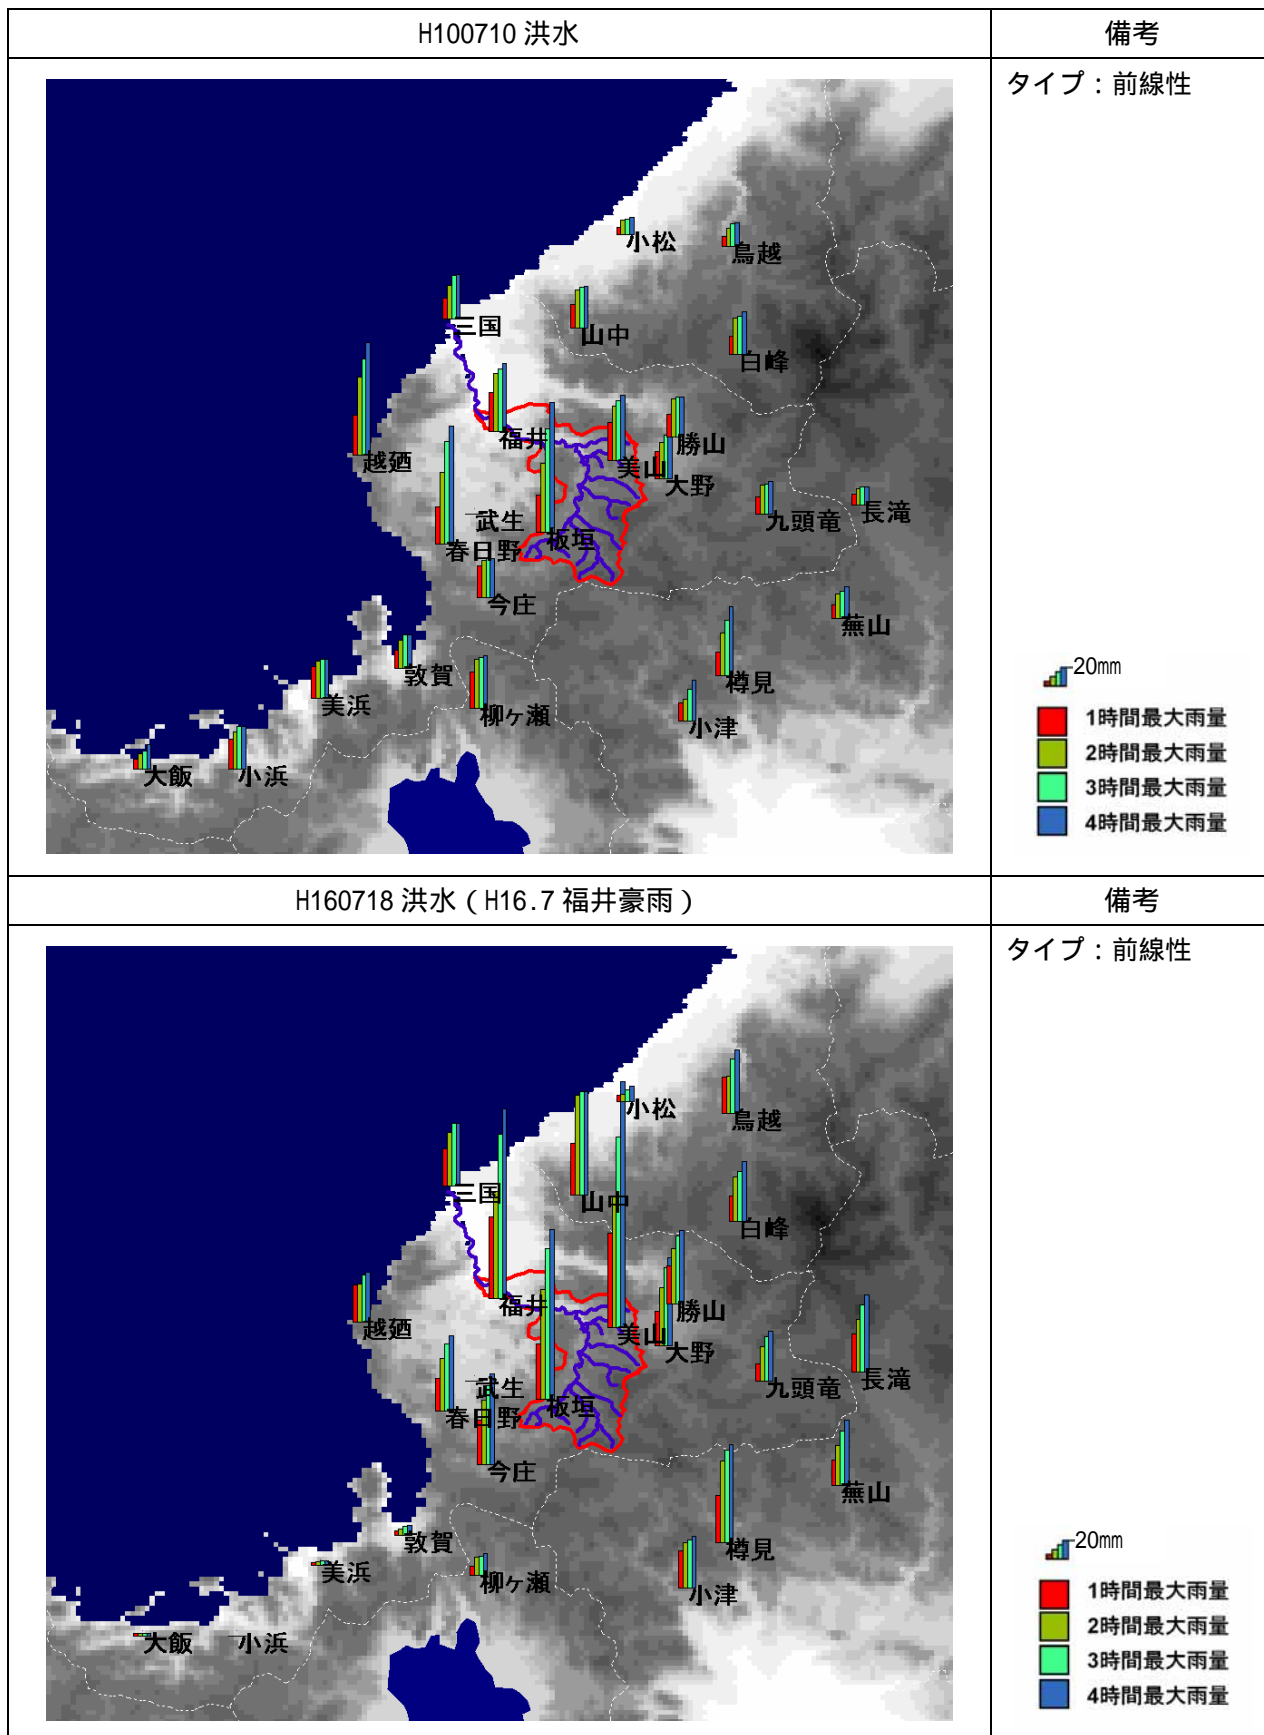 H100710 洪水
備考
タイプ：前線性
小松
鳥越
三国
山中
白峰
福井
勝山
越廼
美山
大野
武生
九頭竜
長滝
春日野
板垣
今庄
蕪山
敦賀
樽見
美浜
柳ヶ瀬
小津
大飯
小浜
20mm
1時間最大雨量
2時間最大雨量
3時間最大雨量
4時間最大雨量
H160718 洪水（H16.7 福井豪雨）
備考
タイプ：前線性
小松
鳥越
三国
山中
白峰
福井
勝山
越廼
美山
大野
武生
九頭竜
長滝
春日野
板垣
今庄
蕪山
敦賀
樽見
美浜
柳ヶ瀬
小津
大飯
小浜
20mm
1時間最大雨量
2時間最大雨量
3時間最大雨量
4時間最大雨量